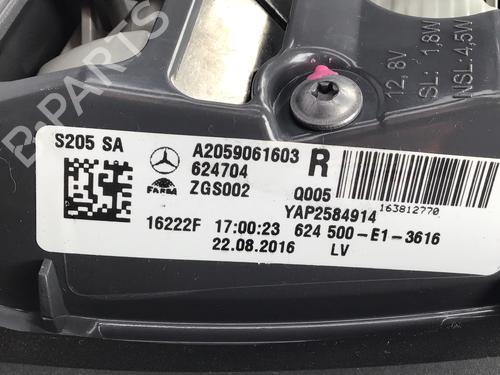 B-PARTS
12,8V
SL: 1,8W
NSL: 4,5W
S205 SA
A2059061603 R
624704
FARBA ZGS002 Q005
YAP2584914 163812770
16222F 17:00:23 624 500-E1-3616
22.08.2016 LV